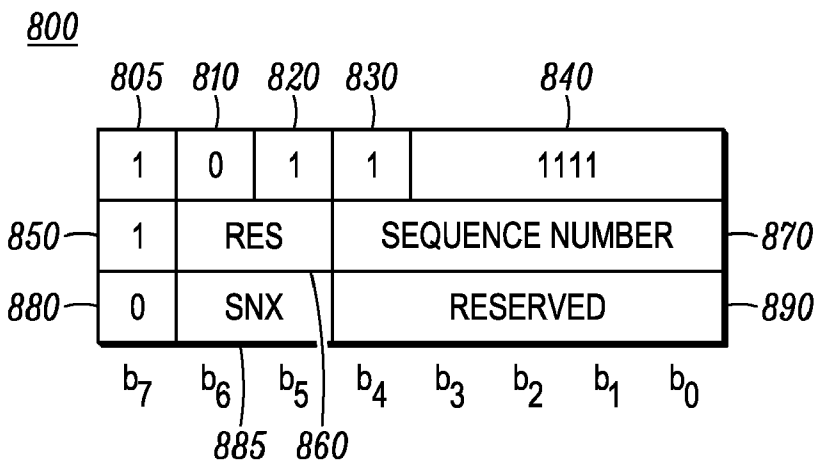 800
805 810 820 830 840
1 0 1 1 1111
850 1 RES SEQUENCE NUMBER 870
880 0 SNX RESERVED 890
b7 b6 b5 b4 b3 b2 b1 b0
885 860